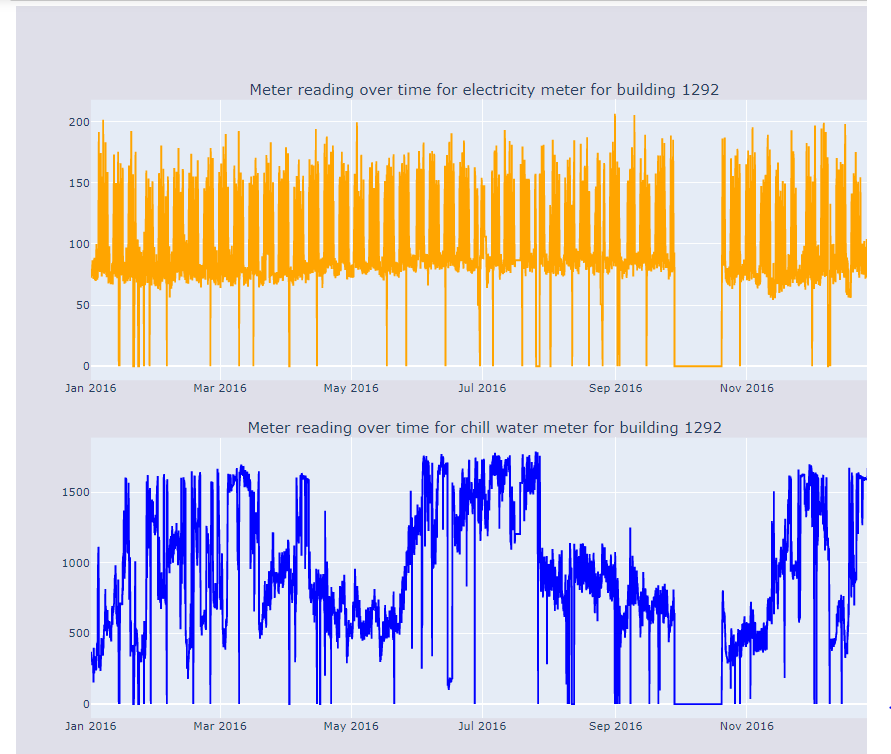 Meter reading over time for electricity meter for building 1292
200
150
100
50
0
Jan 2016 Mar 2016 May 2016 Jul 2016 Sep 2016 Nov 2016
Meter reading over time for chill water meter for building 1292
1500
1000
500
0
Jan 2016 Mar 2016 May 2016 Jul 2016 Sep 2016 Nov 2016